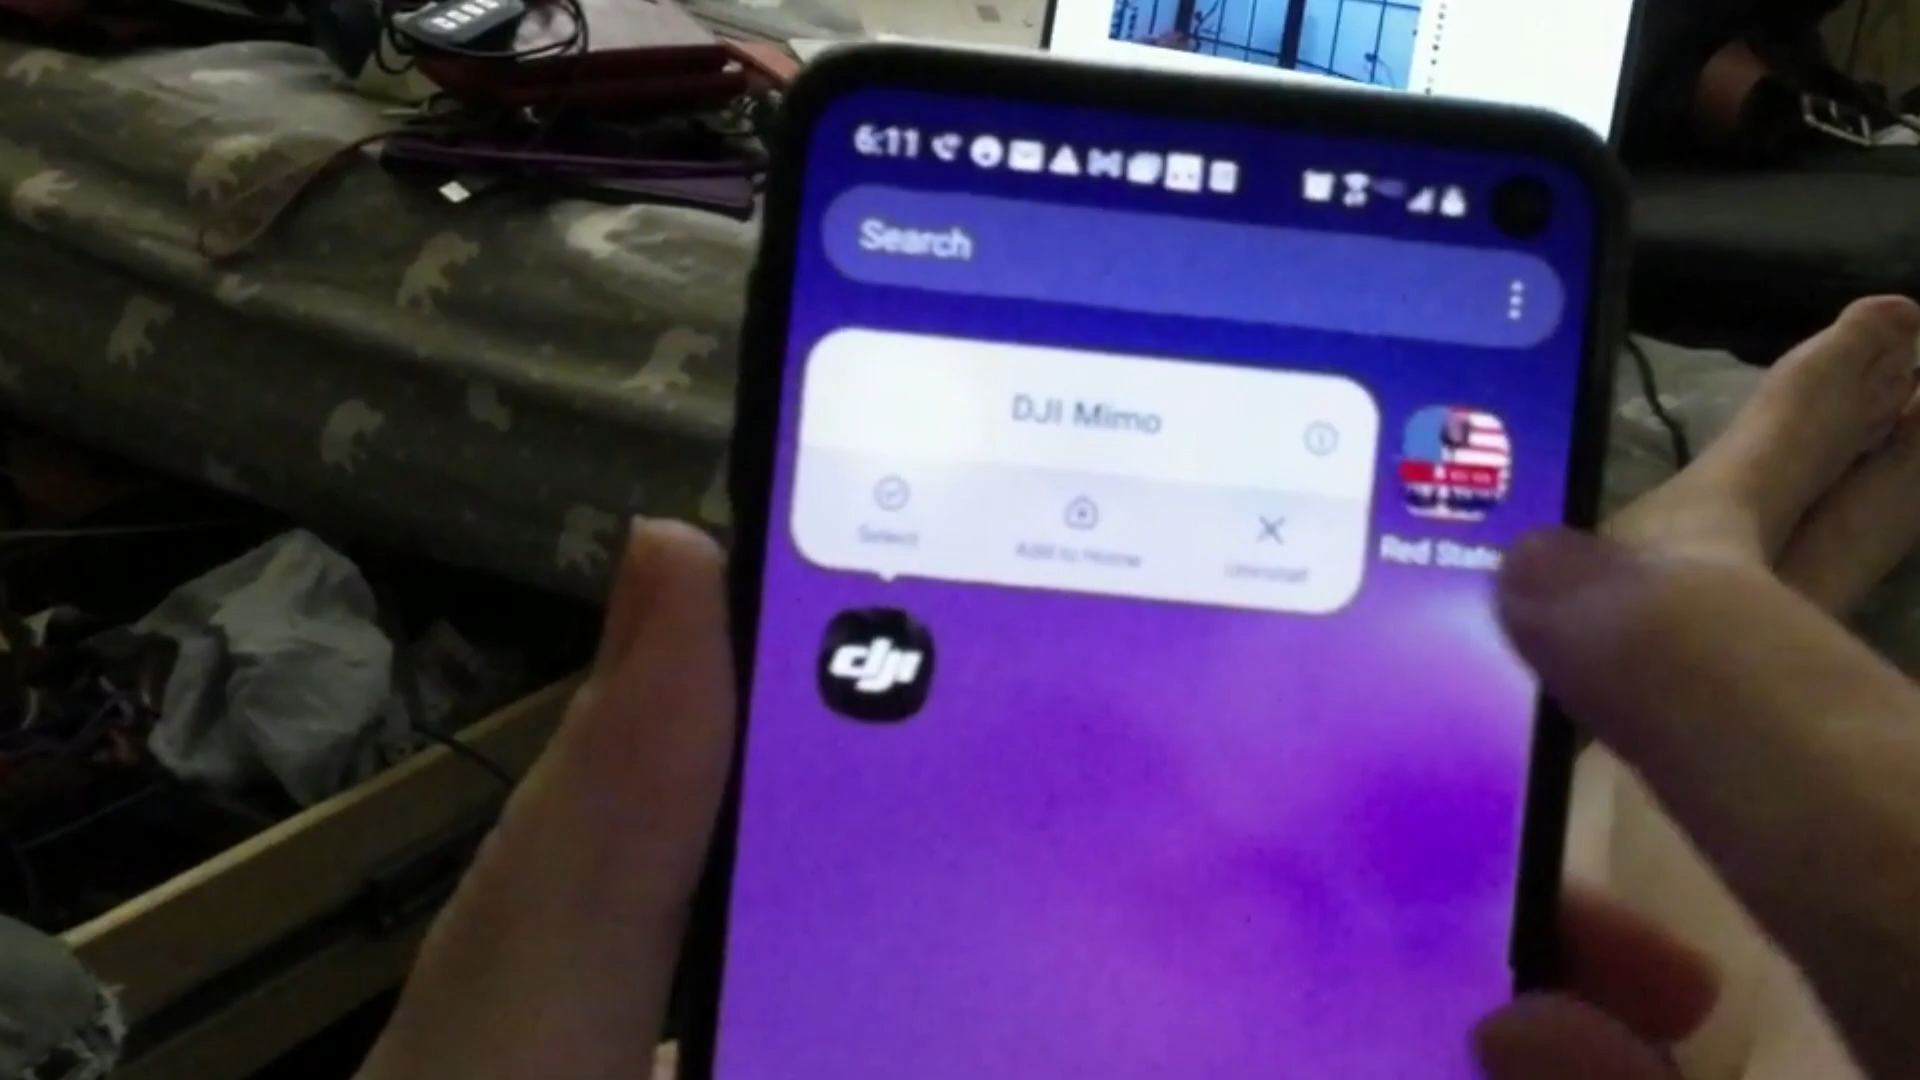 6:11
Search
DJI Mimo
Select
Add to Home
Uninstall
Red State
dji